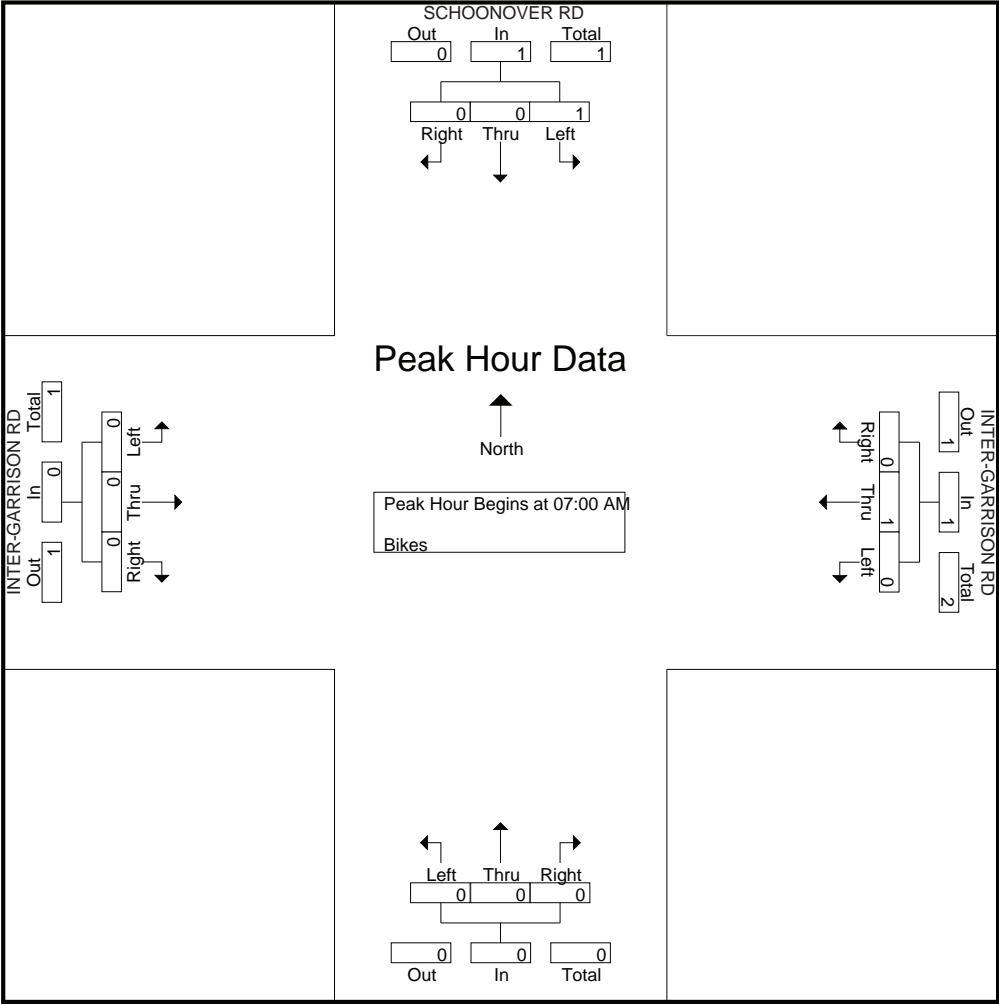 SCHOONOVER RD
Out In Total
0 1 1
0 0 1
Right Thru Left
Peak Hour Data
North
Peak Hour Begins at 07:00 AM
Bikes
INTER-GARRISON RD
Out In Total
1 0 1
Left Thru Right
0 0 0
INTER-GARRISON RD
Out In Total
1 1 2
Right Thru Left
0 1 0
Left Thru Right
0 0 0
0 0 0
Out In Total